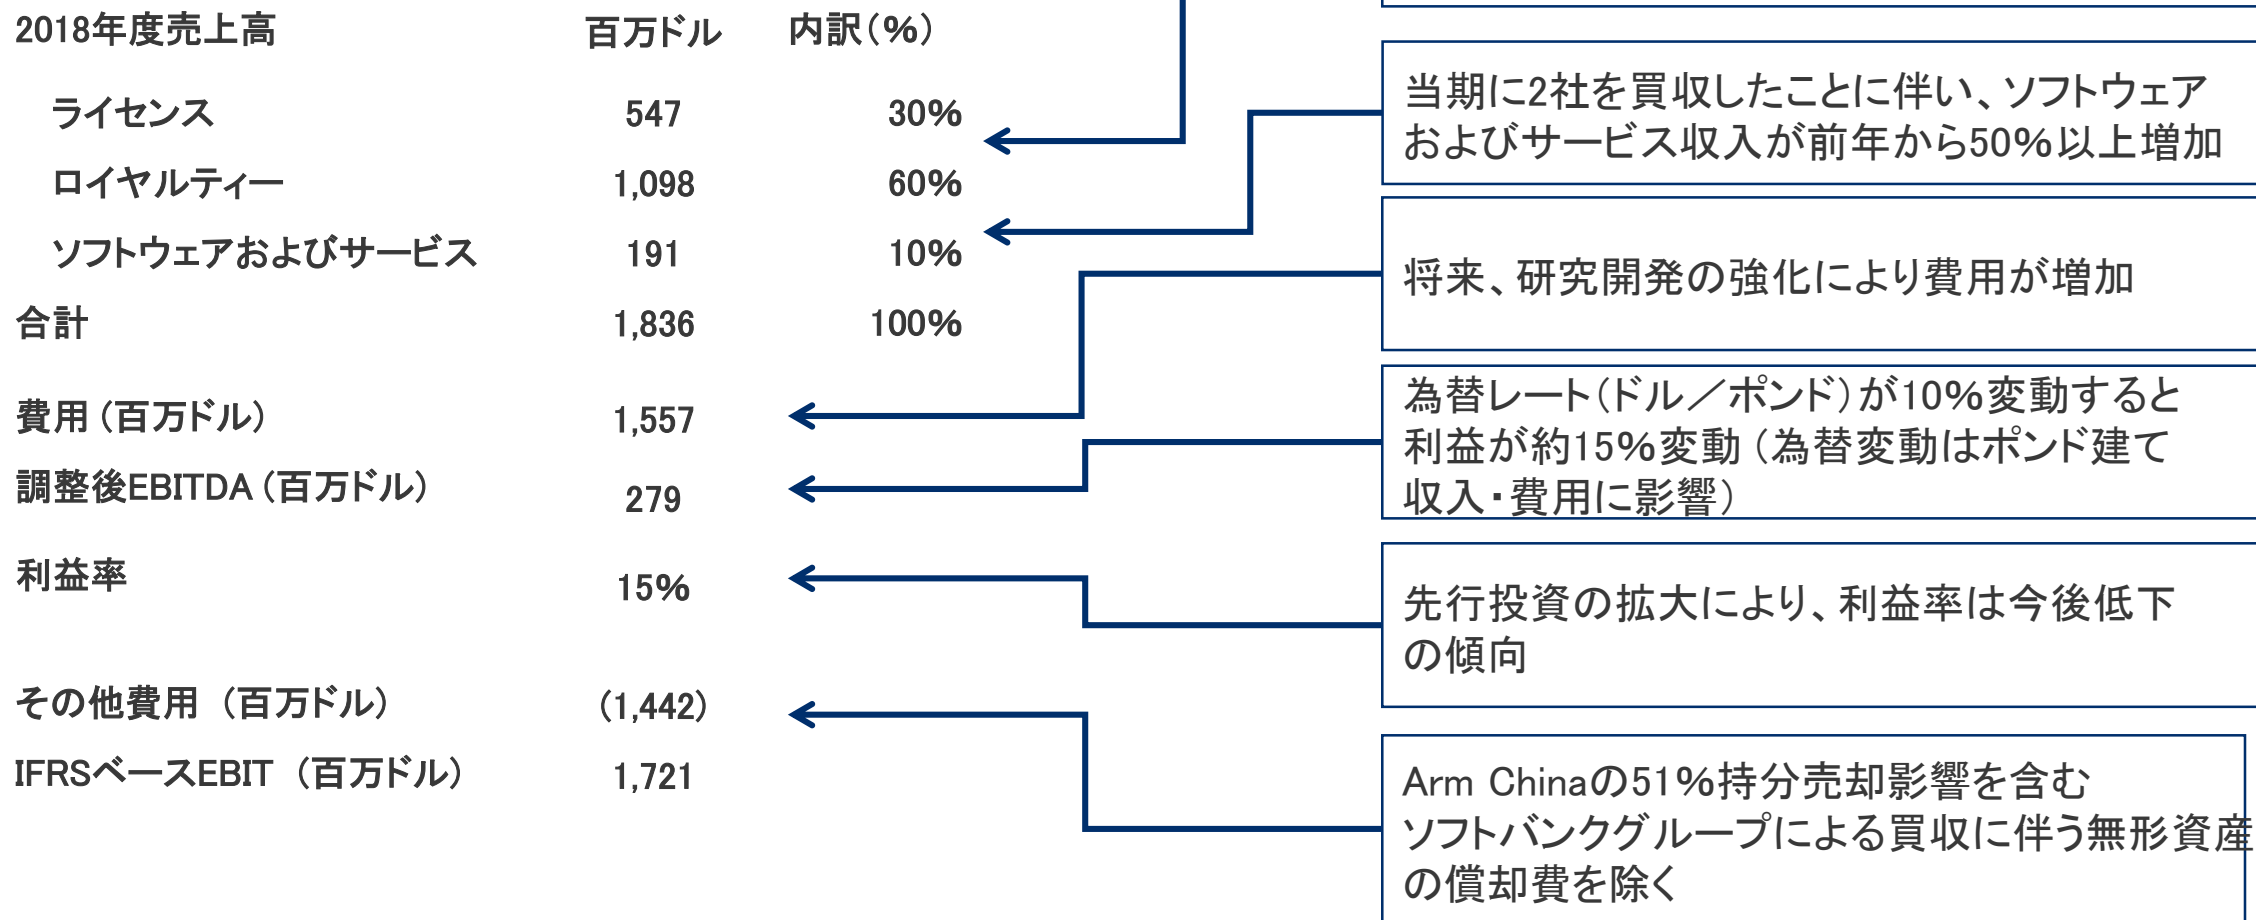 2018年度売上高 百万ドル 内訳(%)
ライセンス 547 30%
ロイヤルティー 1,098 60%
ソフトウェアおよびサービス 191 10%
合計 1,836 100%
費用(百万ドル) 1,557
調整後EBITDA(百万ドル) 279
利益率 15%
その他費用 (百万ドル) (1,442)
IFRSベースEBIT (百万ドル) 1,721
当期に2社を買収したことに伴い、ソフトウェア
およびサービス収入が前年から50%以上増加
将来、研究開発の強化により費用が増加
為替レート(ドル/ポンド)が10%変動すると
利益が約15%変動(為替変動はポンド建て
収入・費用に影響)
先行投資の拡大により、利益率は今後低下
の傾向
Arm Chinaの51%持分売却影響を含む
ソフトバンクグループによる買収に伴う無形資産
の償却費を除く